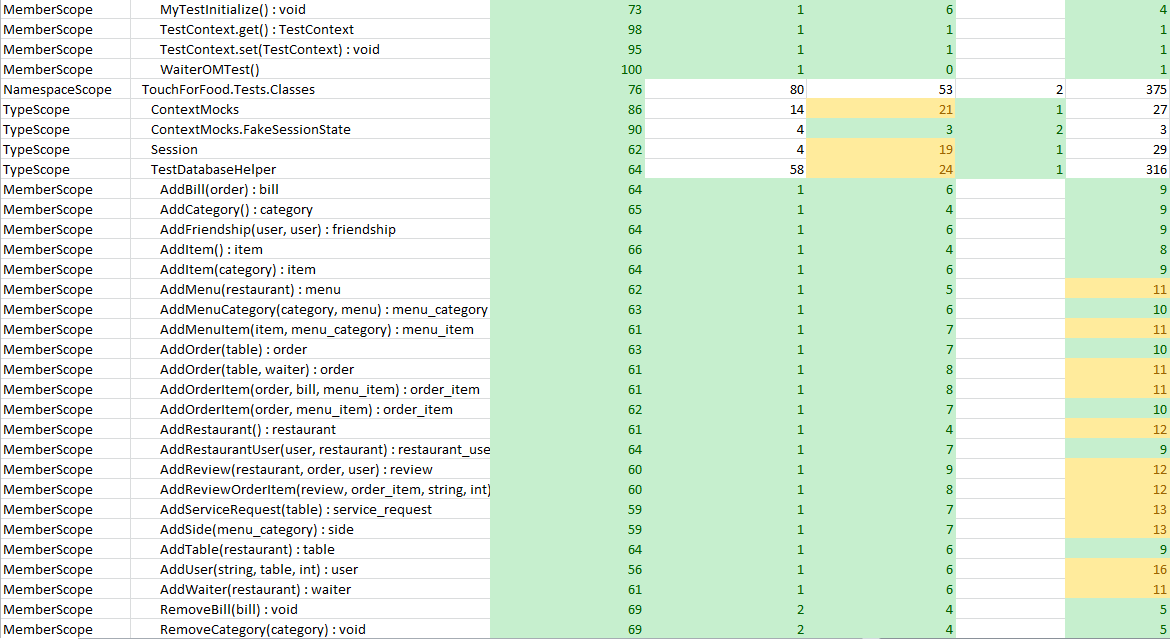 MemberScope MyTestInitialize() : void 73 1 6 4
MemberScope TestContext.get() : TestContext 98 1 1 1
MemberScope TestContext.set(TestContext) : void 95 1 1 1
MemberScope WaiterOMTest() 100 1 0 1
NamespaceScope TouchForFood.Tests.Classes 76 80 53 2 375
TypeScope ContextMocks 86 14 21 1 27
TypeScope ContextMocks.FakeSessionState 90 4 3 2 3
TypeScope Session 62 4 19 1 29
TypeScope TestDatabaseHelper 64 58 24 1 316
MemberScope AddBill(order) : bill 64 1 6 9
MemberScope AddCategory() : category 65 1 4 9
MemberScope AddFriendship(user, user) : friendship 64 1 6 9
MemberScope AddItem() : item 66 1 4 8
MemberScope AddItem(category) : item 64 1 6 9
MemberScope AddMenu(restaurant) : menu 62 1 5 11
MemberScope AddMenuCategory(category, menu) : menu_category 63 1 6 10
MemberScope AddMenuItem(item, menu_category) : menu_item 61 1 7 11
MemberScope AddOrder(table) : order 63 1 7 10
MemberScope AddOrder(table, waiter) : order 61 1 8 11
MemberScope AddOrderItem(order, bill, menu_item) : order_item 61 1 8 11
MemberScope AddOrderItem(order, menu_item) : order_item 62 1 7 10
MemberScope AddRestaurant() : restaurant 61 1 4 12
MemberScope AddRestaurantUser(user, restaurant) : restaurant_use 64 1 7 9
MemberScope AddReview(restaurant, order, user) : review 60 1 9 12
MemberScope AddReviewOrderItem(review, order_item, string, int) 60 1 8 12
MemberScope AddServiceRequest(table) : service_request 59 1 7 13
MemberScope AddSide(menu_category) : side 59 1 7 13
MemberScope AddTable(restaurant) : table 64 1 6 9
MemberScope AddUser(string, table, int) : user 56 1 6 16
MemberScope AddWaiter(restaurant) : waiter 61 1 6 11
MemberScope RemoveBill(bill) : void 69 2 4 5
MemberScope RemoveCategory(category) : void 69 2 4 5